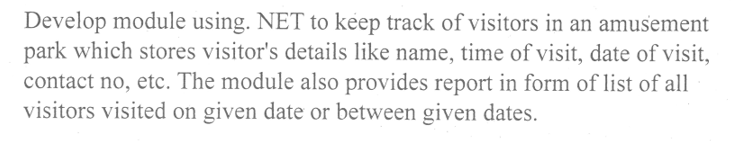 Develop module using. NET to keep track of visitors in an amusement
park which stores visitor's details like name, time of visit, date of visit,
contact no, etc. The module also provides report in form of list of all
visitors visited on given date or between given dates.